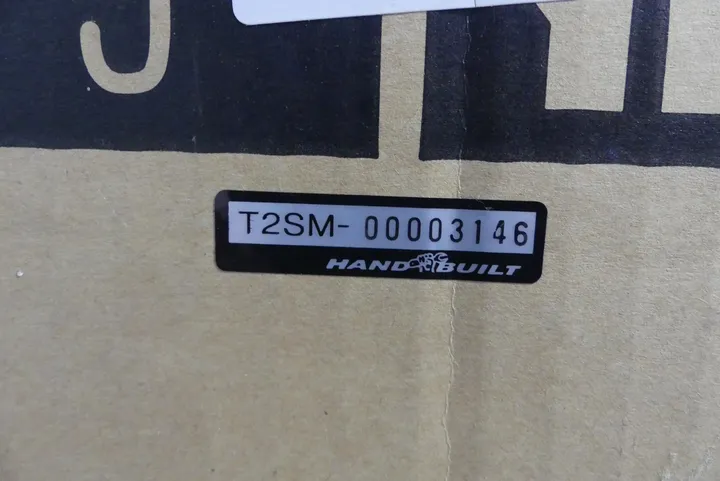 J
T2SM- 00003146
HAND BUILT